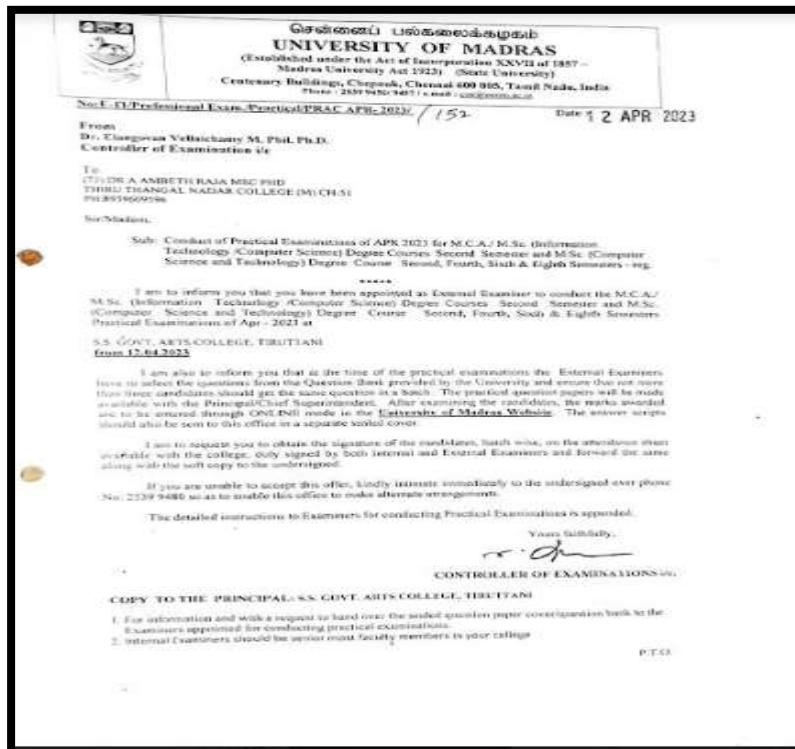 சென்னைப் பல்கலைக்கழகம்
UNIVERSITY OF MADRAS
(Established under the Act of Incorporation XXVII of 1857 –
Madras University Act 1923) (State University)
Centenary Buildings, Chepauk, Chennai 600 005, Tamil Nadu, India
No: E-II/Professional Exam./Practical/PRAC APR-2023/ 152
Date : 12 APR 2023
From
Dr. Elangovan Vellaichamy M. Phil. Ph.D.
Controller of Examination i/c
To
DR A AMBETH RAJA MSC PHD
THIRU THANGAL NADAR COLLEGE (M) CH-51
Sir/Madam,
Sub: Conduct of Practical Examinations of APR 2023 for M.C.A./ M.Sc. (Information
Technology /Computer Science) Degree Courses Second Semester and M.Sc. (Computer
Science and Technology) Degree Course Second, Fourth, Sixth & Eighth Semesters - reg.
*****
I am to inform you that you have been appointed as External Examiner to conduct the M.C.A./
M.Sc. (Information Technology /Computer Science) Degree Courses Second Semester and M.Sc.
(Computer Science and Technology) Degree Course Second, Fourth, Sixth & Eighth Semesters
Practical Examinations of Apr - 2023 at
S.S. GOVT. ARTS COLLEGE, TIRUTTANI
from 12.04.2023
I am also to inform you that at the time of the practical examinations the External Examiners
have to select the questions from the Question Bank provided by the University and ensure that not more
than three candidates should get the same question in a batch. The practical question papers will be made
available with the Principal/Chief Superintendent. After examining the candidates, the marks awarded
are to be entered through ONLINE mode in the University of Madras Website. The answer scripts
should also be sent to this office in a separate sealed cover.
I am to request you to obtain the signature of the candidates, batch wise, on the attendance sheet
available with the college, duly signed by both internal and External Examiners and forward the same
along with the soft copy to the undersigned.
If you are unable to accept this offer, kindly intimate immediately to the undersigned over phone
No: 2539 9480 so as to enable this office to make alternate arrangements.
The detailed instructions to Examiners for conducting Practical Examinations is appended.
Yours faithfully,
CONTROLLER OF EXAMINATIONS i/c.
COPY TO THE PRINCIPAL: S.S. GOVT. ARTS COLLEGE, TIRUTTANI
1. For information and with a request to hand over the sealed question paper cover/question bank to the
Examiners appointed for conducting practical examinations.
2. Internal Examiners should be senior most faculty members in your college
P.T.O.